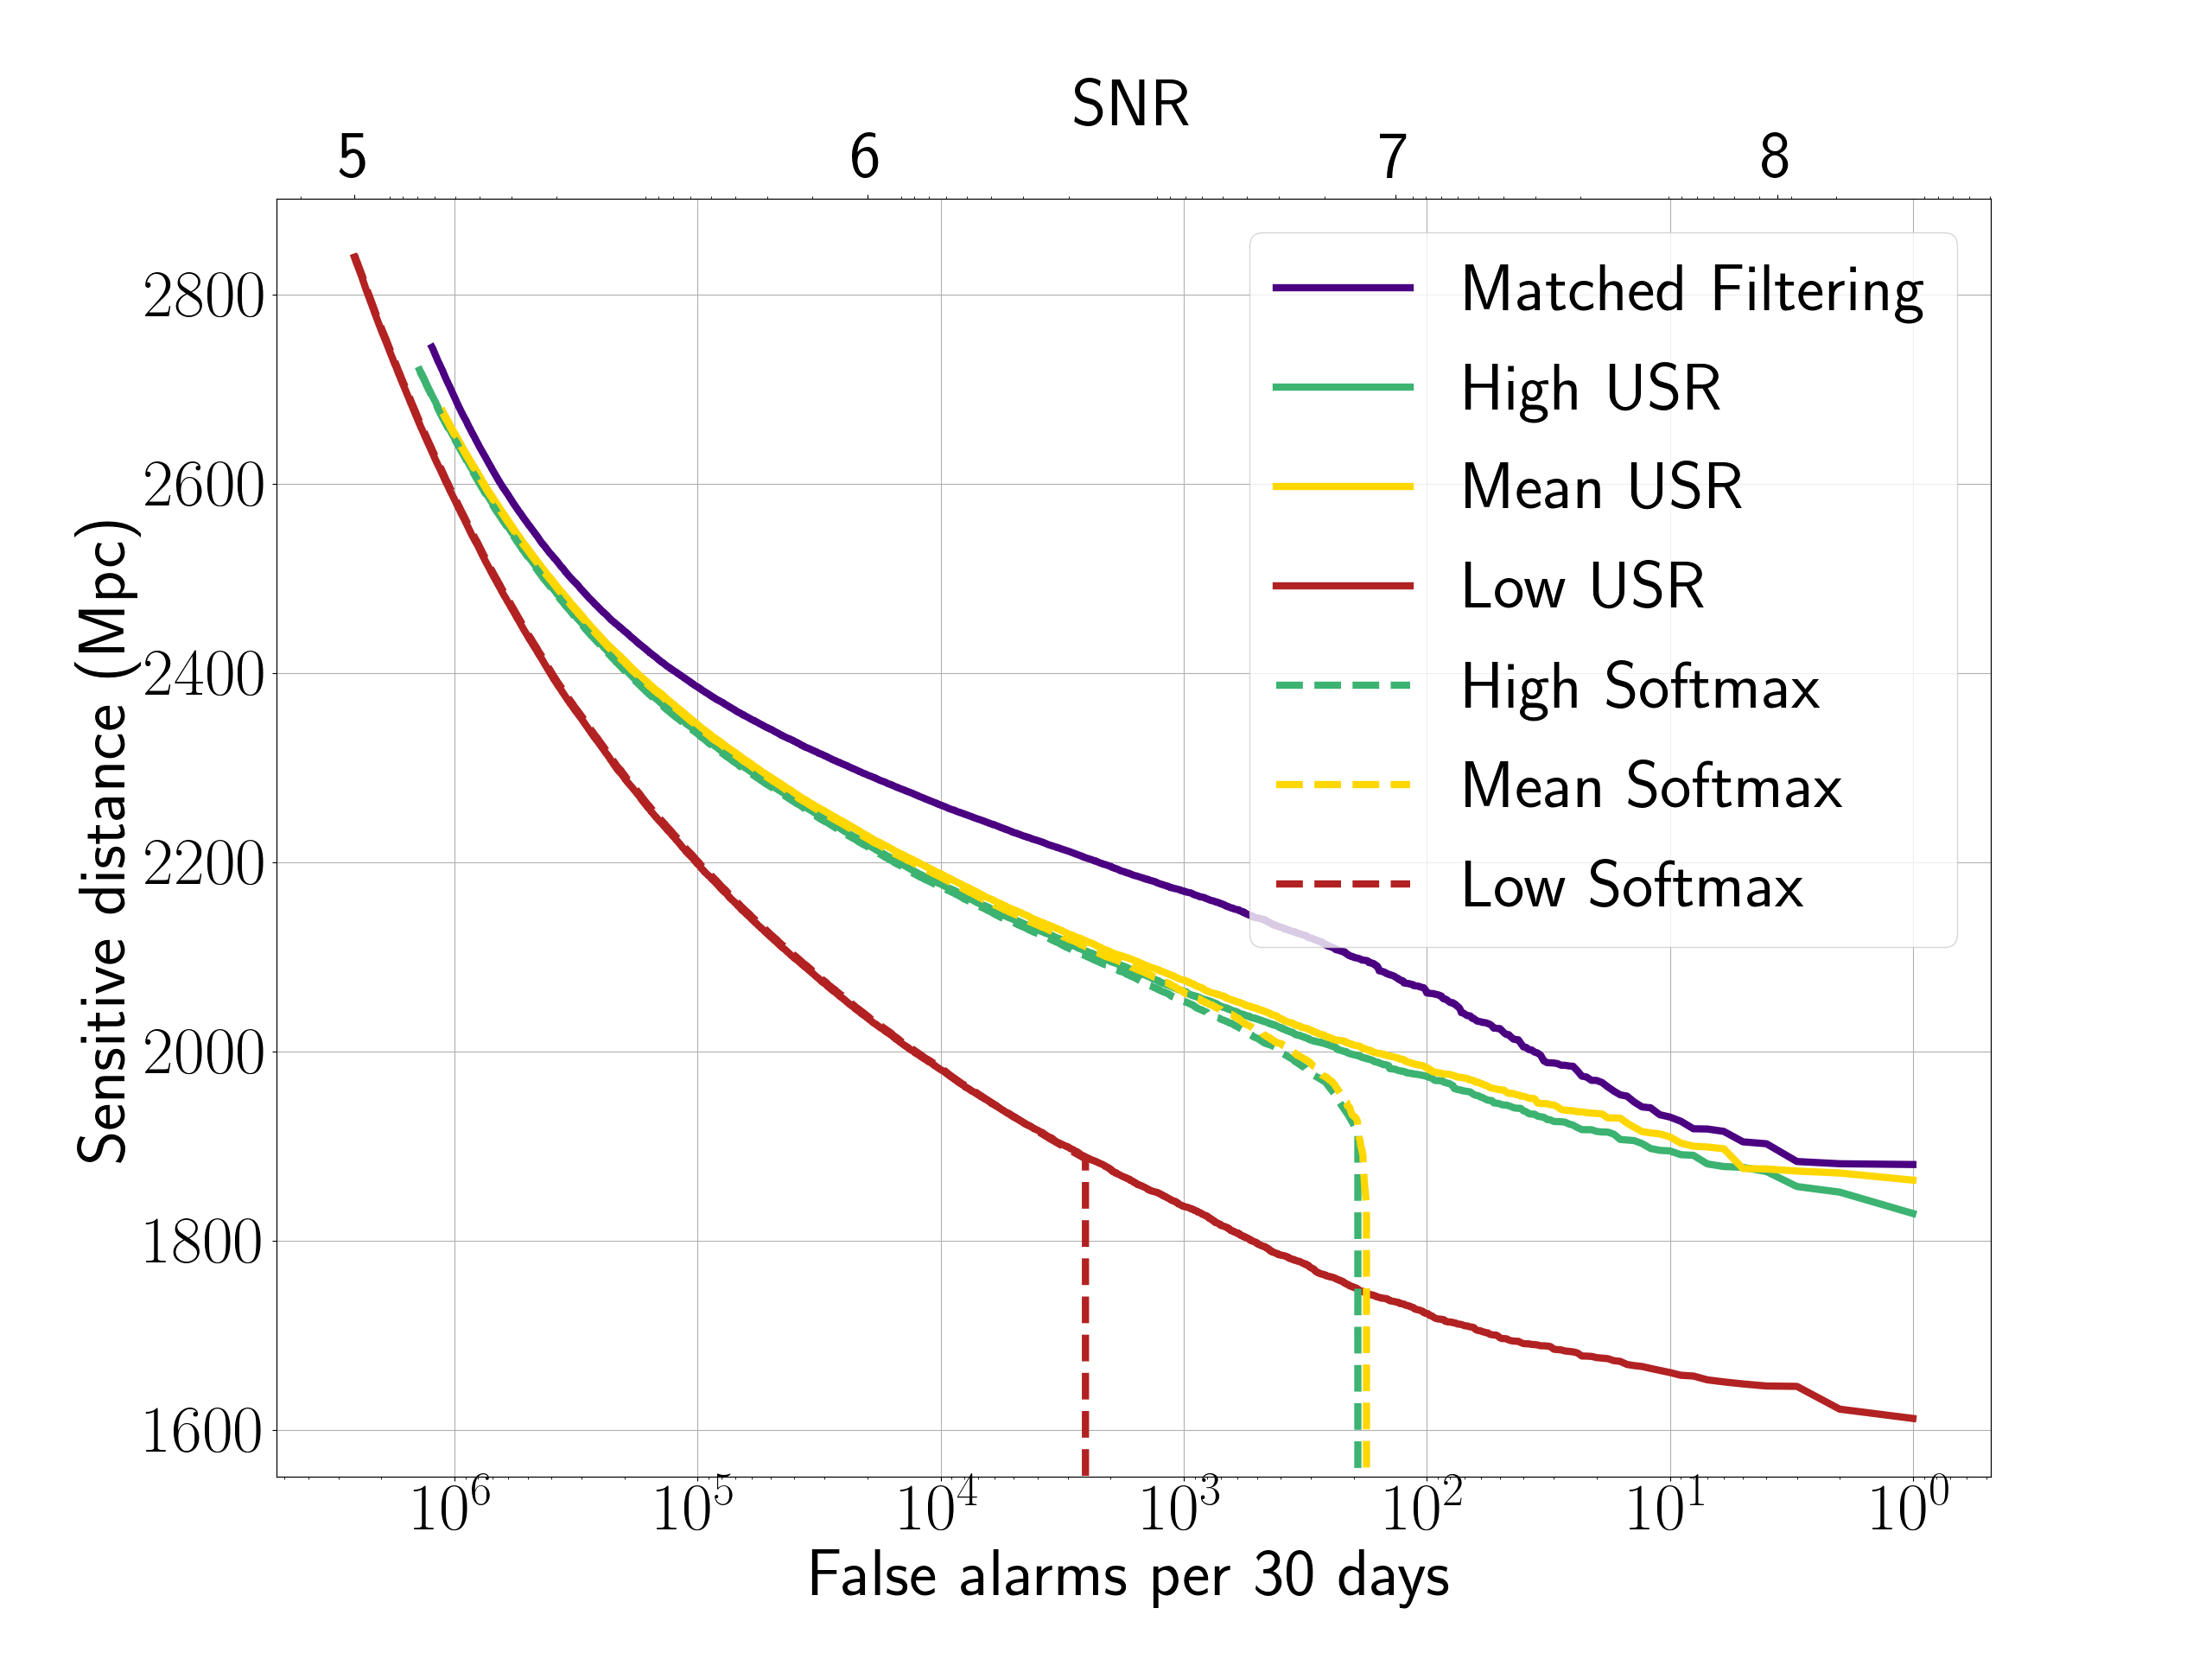 SNR
5 6 7 8
2800
2600
2400
2200
2000
1800
1600
Sensitive distance (Mpc)
Matched Filtering
High USR
Mean USR
Low USR
High Softmax
Mean Softmax
Low Softmax
10^6 10^5 10^4 10^3 10^2 10^1 10^0
False alarms per 30 days